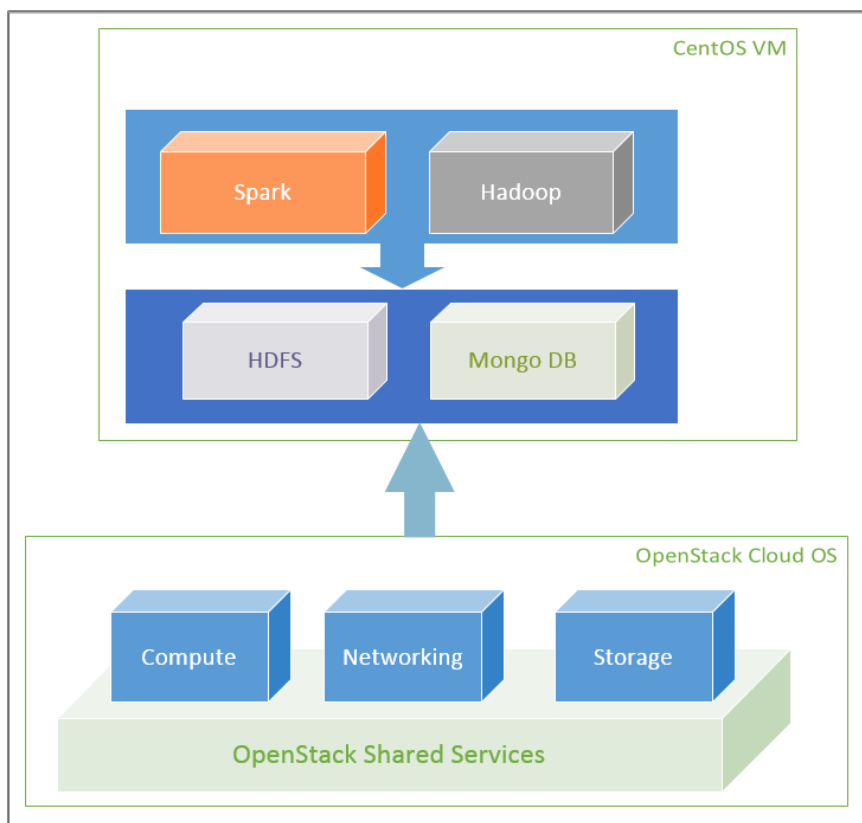 CentOS VM
Spark
Hadoop
HDFS
Mongo DB
OpenStack Cloud OS
Compute
Networking
Storage
OpenStack Shared Services